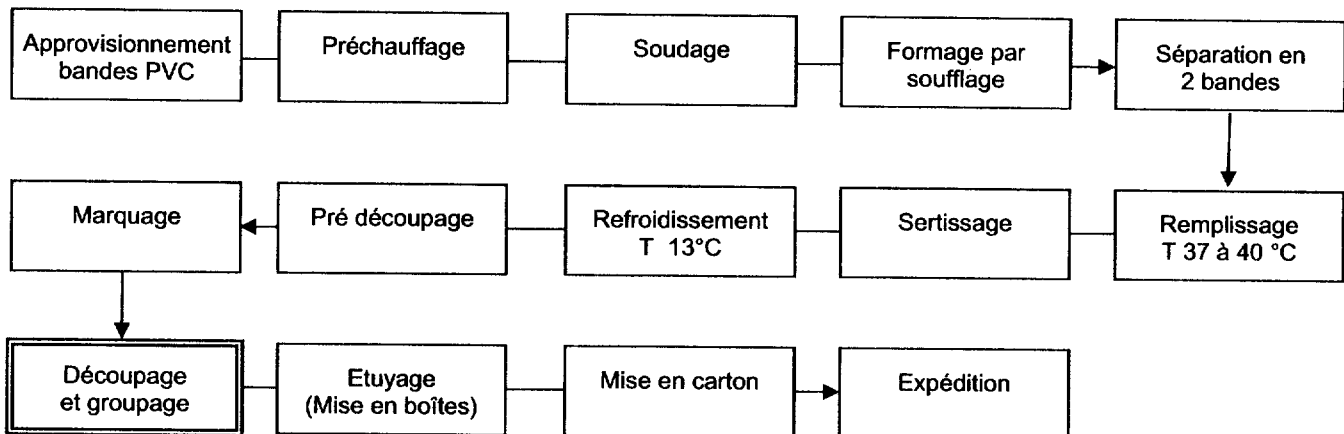 Approvisionnement
bandes PVC
Préchauffage
Soudage
Formage par
soufflage
Séparation en
2 bandes
Marquage
Pré découpage
Refroidissement
T 13°C
Sertissage
Remplissage
T 37 à 40 °C
Découpage
et groupage
Etuyage
(Mise en boîtes)
Mise en carton
Expédition